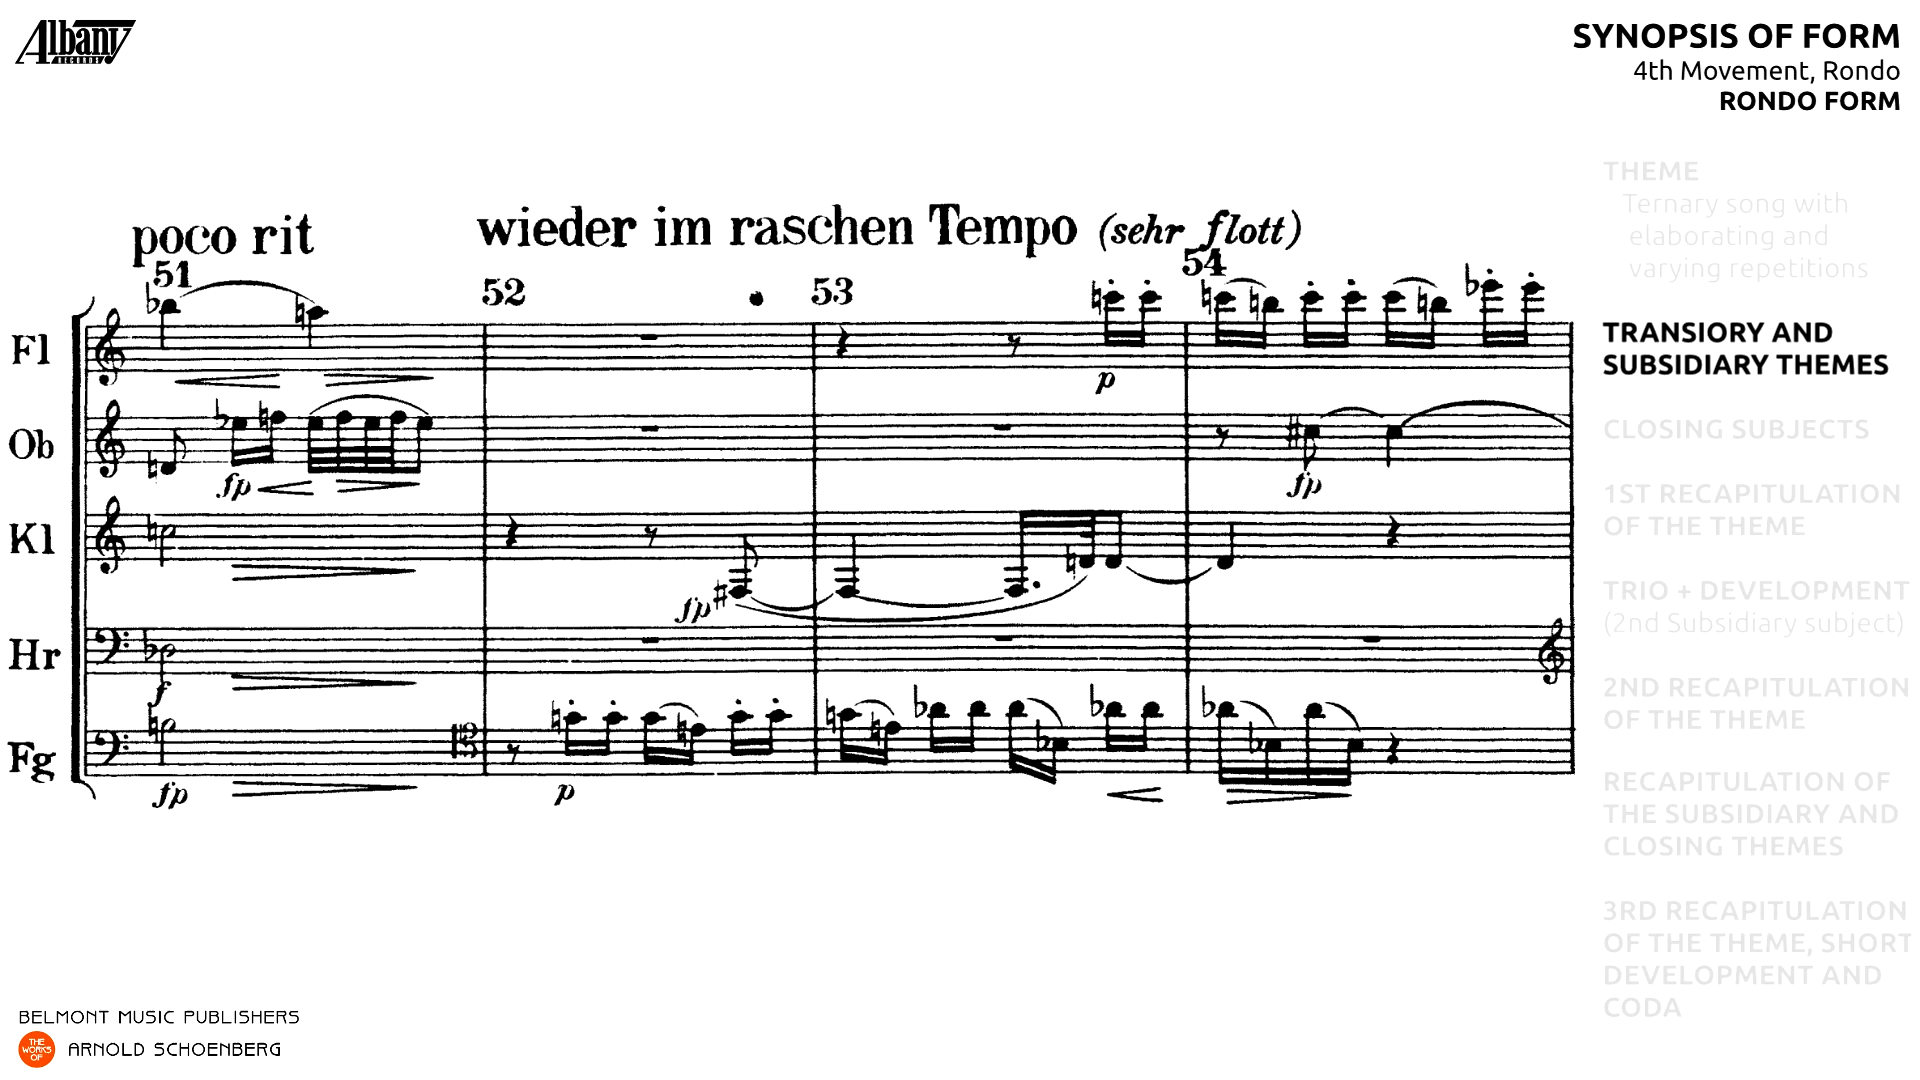 Albany
RECORDS
SYNOPSIS OF FORM
4th Movement, Rondo
RONDO FORM
THEME
Ternary song with
elaborating and
varying repetitions
TRANSIORY AND
SUBSIDIARY THEMES
CLOSING SUBJECTS
1ST RECAPITULATION
OF THE THEME
TRIO + DEVELOPMENT
(2nd Subsidiary subject)
2ND RECAPITULATION
OF THE THEME
RECAPITULATION OF
THE SUBSIDIARY AND
CLOSING THEMES
3RD RECAPITULATION
OF THE THEME, SHORT
DEVELOPMENT AND
CODA
poco rit wieder im raschen Tempo (sehr flott)
51 52 53 54
Fl
p
Ob
fp fp
Kl
fp
Hr
f
Fg
fp p
BELMONT MUSIC PUBLISHERS
THE WORKS OF
ARNOLD SCHOENBERG